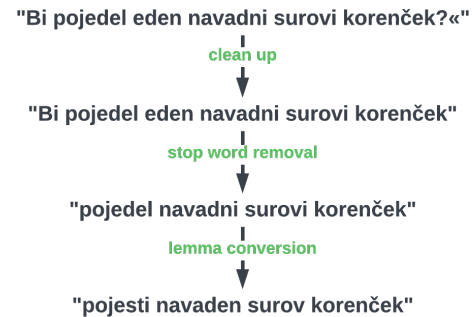 "Bi pojedel eden navadni surovi korenček?«"
clean up
"Bi pojedel eden navadni surovi korenček"
stop word removal
"pojedel navadni surovi korenček"
lemma conversion
"pojesti navaden surov korenček"